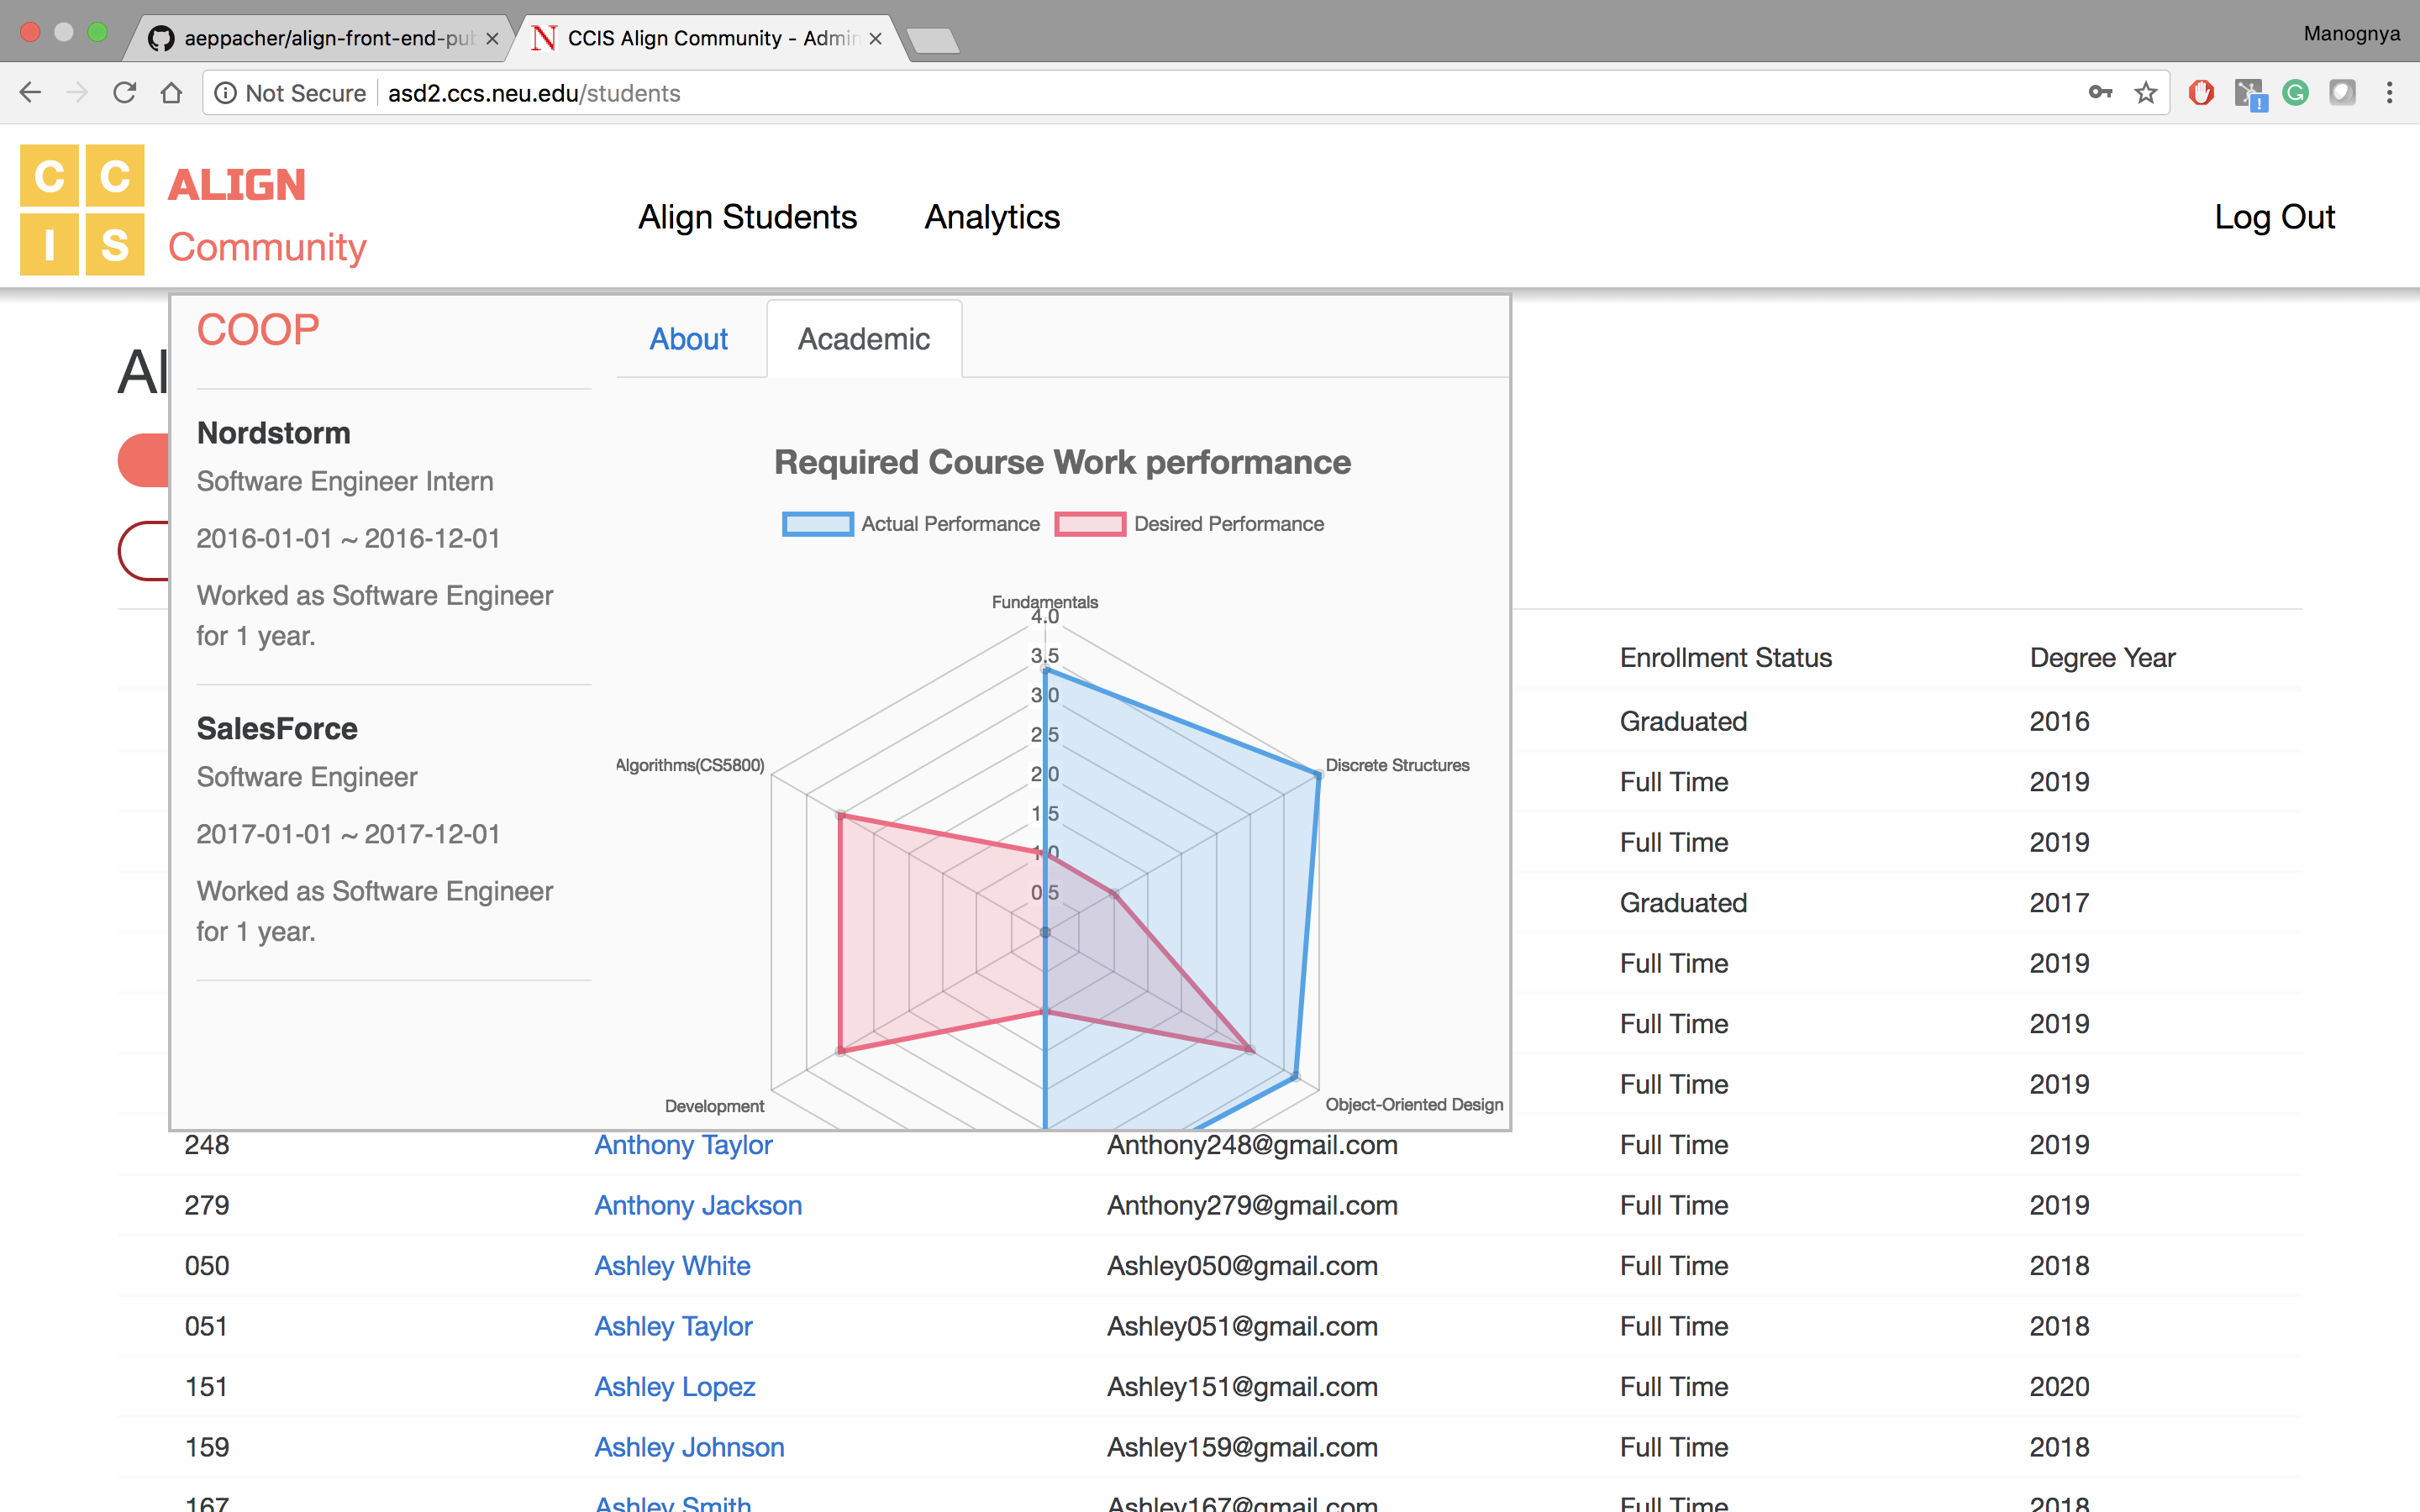 aeppacher/align-front-end-pub
CCIS Align Community - Admin
Manognya
Not Secure
asd2.ccs.neu.edu/students
C C
I S
ALIGN
Community
Align Students
Analytics
Log Out
Al
COOP
About
Academic
Nordstorm
Software Engineer Intern
2016-01-01 ~ 2016-12-01
Worked as Software Engineer
for 1 year.
SalesForce
Software Engineer
2017-01-01 ~ 2017-12-01
Worked as Software Engineer
for 1 year.
Required Course Work performance
Actual Performance
Desired Performance
Fundamentals
4.0
3.5
3.0
2.5
2.0
1.5
1.0
0.5
Algorithms(CS5800)
Discrete Structures
Development
Object-Oriented Design
Enrollment Status Degree Year
Graduated 2016
Full Time 2019
Full Time 2019
Graduated 2017
Full Time 2019
Full Time 2019
Full Time 2019
248 Anthony Taylor Anthony248@gmail.com Full Time 2019
279 Anthony Jackson Anthony279@gmail.com Full Time 2019
050 Ashley White Ashley050@gmail.com Full Time 2018
051 Ashley Taylor Ashley051@gmail.com Full Time 2018
151 Ashley Lopez Ashley151@gmail.com Full Time 2020
159 Ashley Johnson Ashley159@gmail.com Full Time 2018
167 Ashley Smith Ashley167@gmail.com Full Time 2018